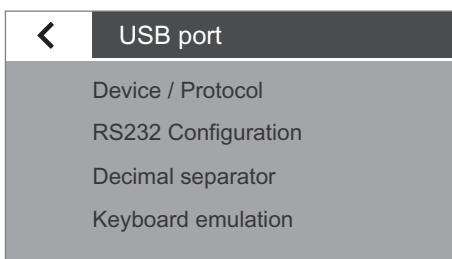 USB port
Device / Protocol
RS232 Configuration
Decimal separator
Keyboard emulation